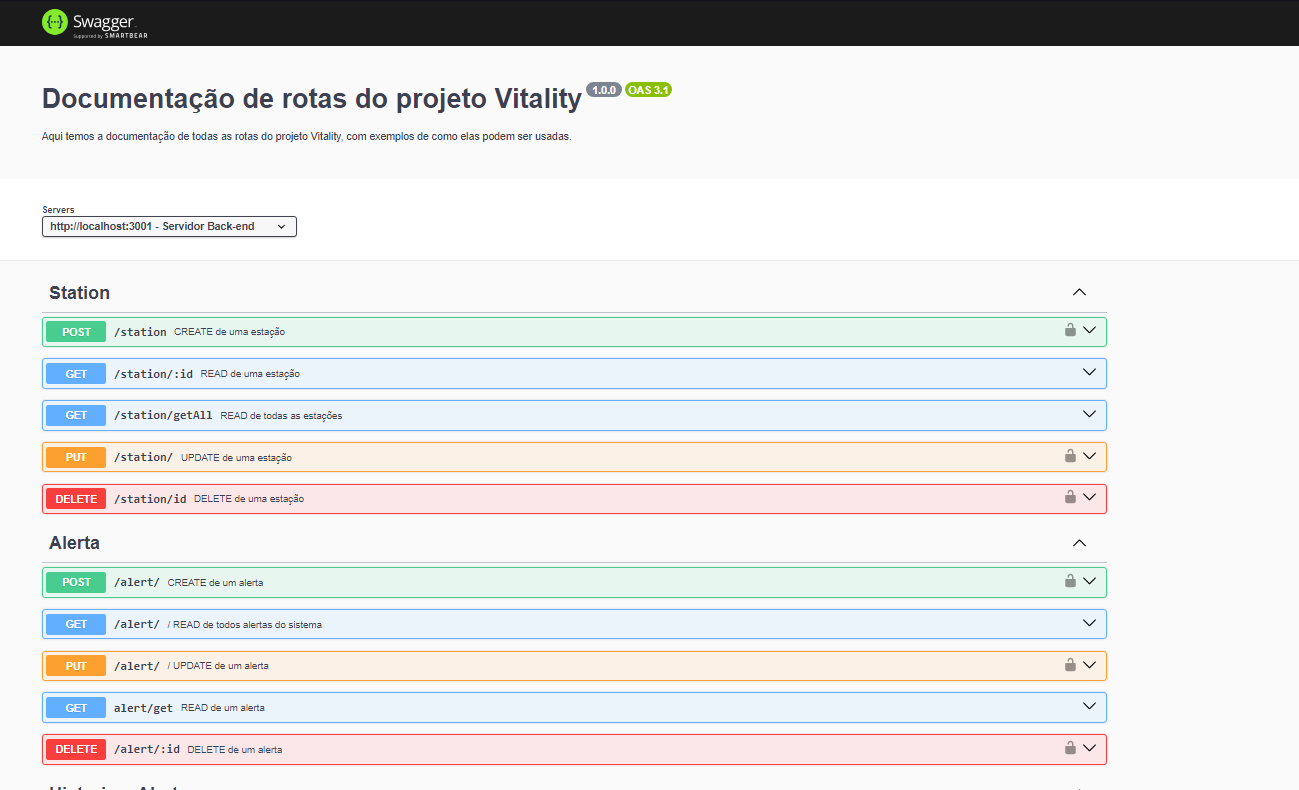 Swagger
Supported by SMARTBEAR
Documentação de rotas do projeto Vitality 1.0.0 OAS 3.1
Aqui temos a documentação de todas as rotas do projeto Vitality, com exemplos de como elas podem ser usadas.
Servers
http://localhost:3001 - Servidor Back-end
Station
POST /station CREATE de uma estação
GET /station/:id READ de uma estação
GET /station/getAll READ de todas as estações
PUT /station/ UPDATE de uma estação
DELETE /station/id DELETE de uma estação
Alerta
POST /alert/ CREATE de um alerta
GET /alert/ / READ de todos alertas do sistema
PUT /alert/ / UPDATE de um alerta
GET alert/get READ de um alerta
DELETE /alert/:id DELETE de um alerta